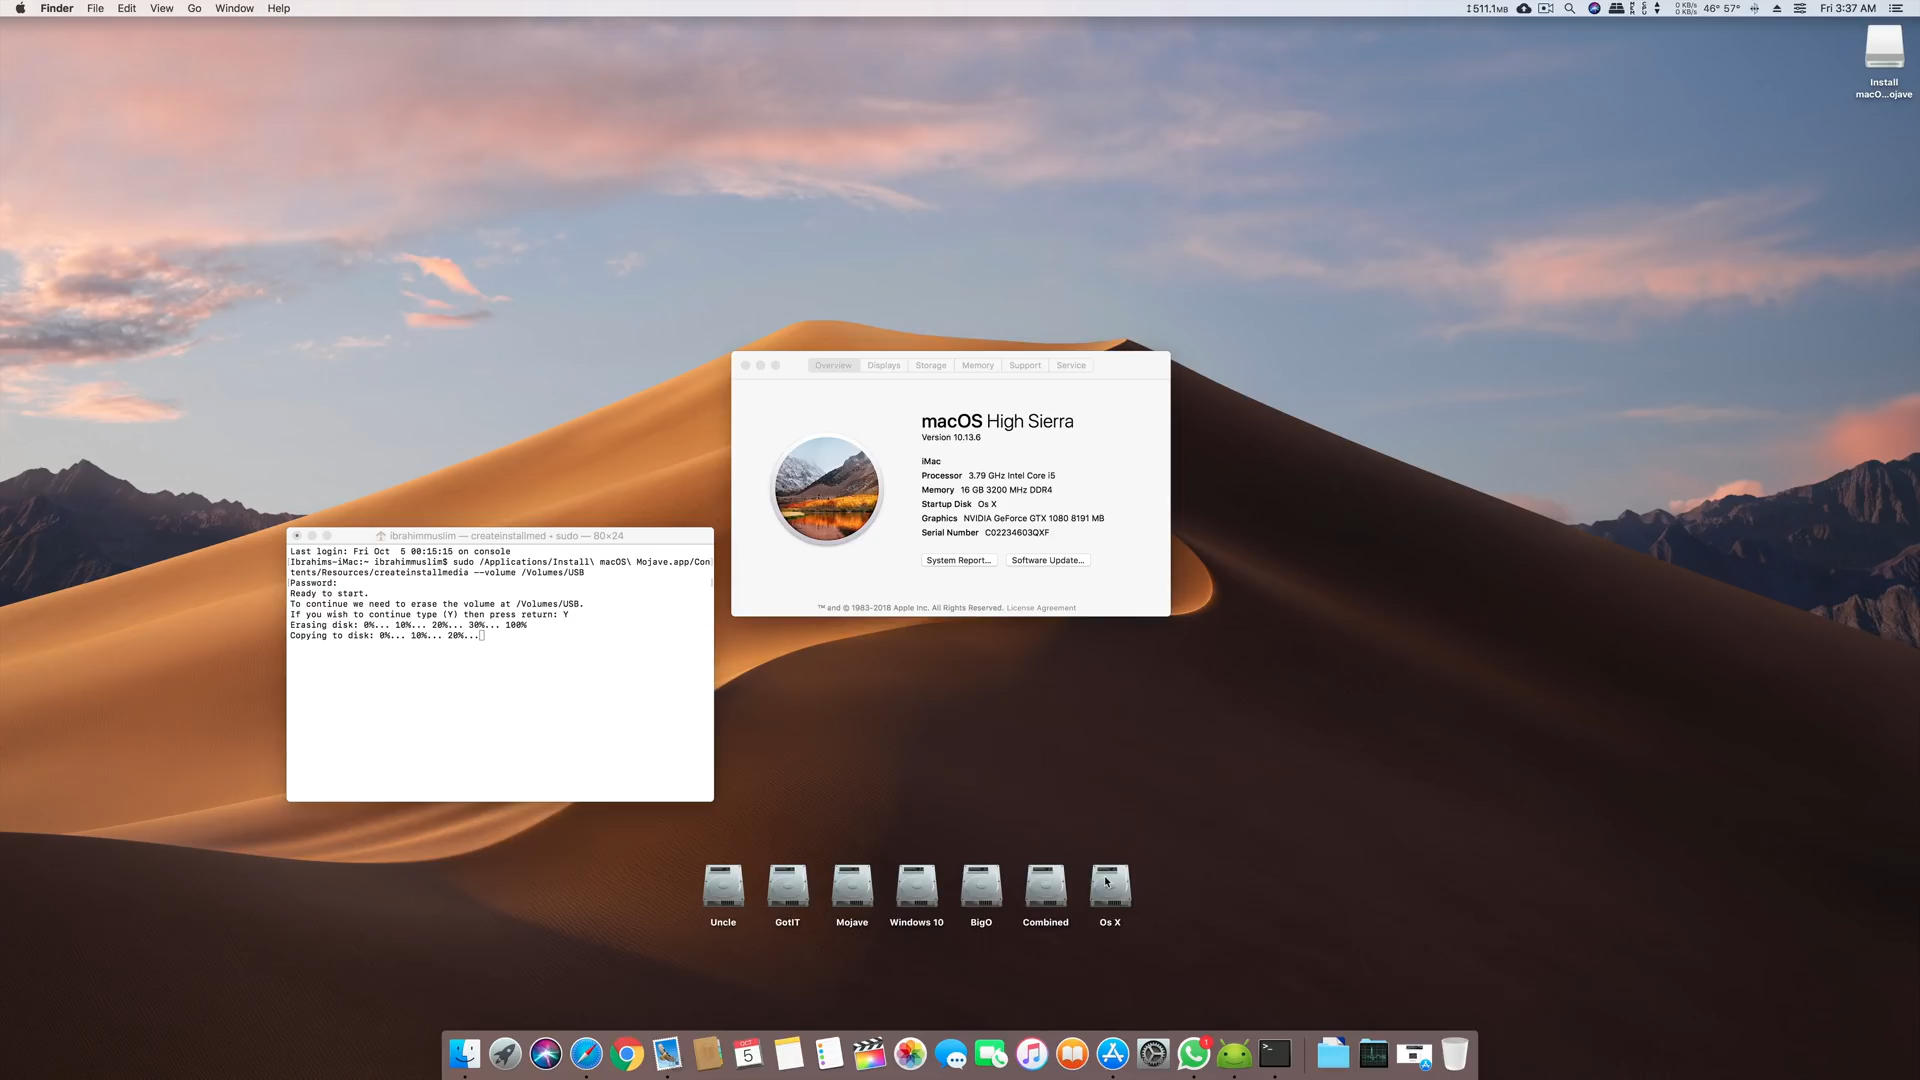 Finder File Edit View Go Window Help
511.1MB
0 KB/s
0 KB/s
46° 57°
Fri 3:37 AM
Install
macO...ojave
Overview Displays Storage Memory Support Service
macOS High Sierra
Version 10.13.6
iMac
Processor 3.79 GHz Intel Core i5
Memory 16 GB 3200 MHz DDR4
Startup Disk Os X
Graphics NVIDIA GeForce GTX 1080 8191 MB
Serial Number C02234603QXF
System Report... Software Update...
™ and © 1983-2018 Apple Inc. All Rights Reserved. License Agreement
ibrahimmuslim — createinstallmed • sudo — 80×24
Last login: Fri Oct  5 00:15:15 on console
Ibrahims-iMac:~ ibrahimmuslim$ sudo /Applications/Install\ macOS\ Mojave.app/Con
tents/Resources/createinstallmedia --volume /Volumes/USB
Password:
Ready to start.
To continue we need to erase the volume at /Volumes/USB.
If you wish to continue type (Y) then press return: Y
Erasing disk: 0%... 10%... 20%... 30%... 100%
Copying to disk: 0%... 10%... 20%...
Uncle GotIT Mojave Windows 10 BigO Combined Os X
OCT
5
1
>_